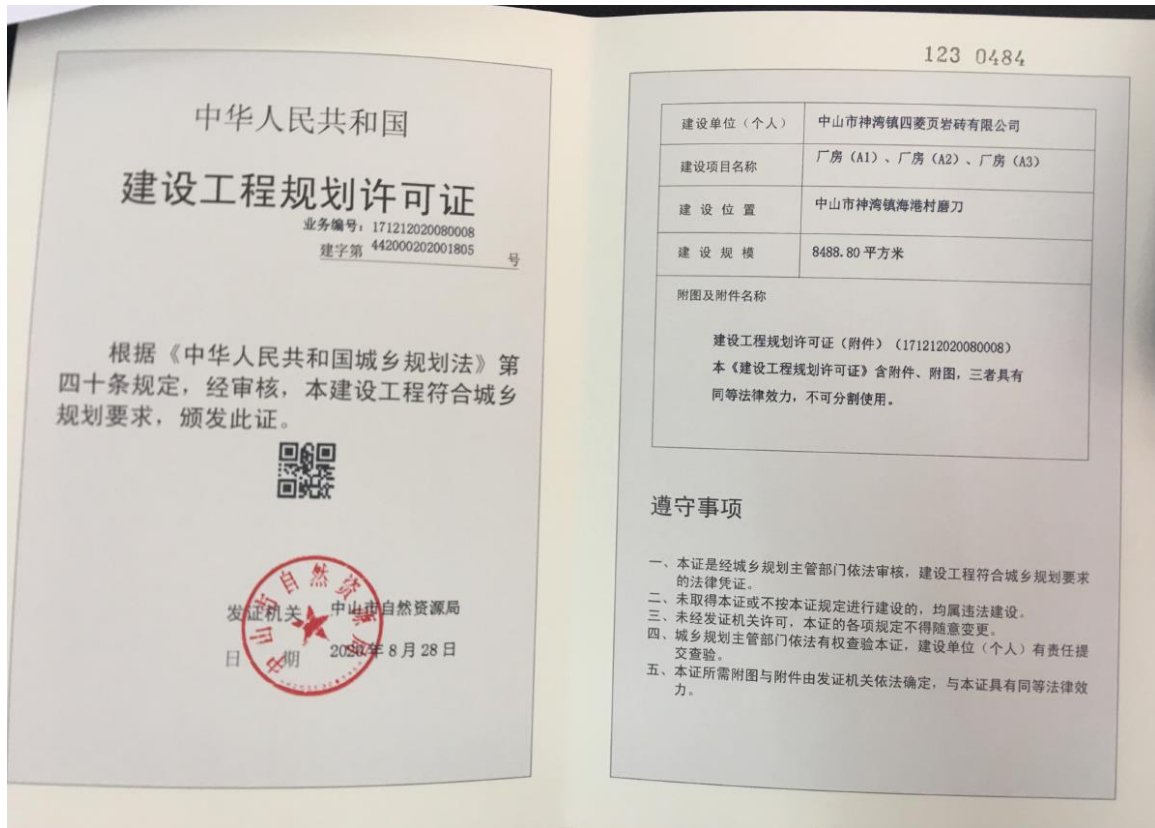 中华人民共和国
建设工程规划许可证
业务编号：171212020080008
建字第 442000202001805 号
根据《中华人民共和国城乡规划法》第
四十条规定，经审核，本建设工程符合城乡
规划要求，颁发此证。
中山市自然资源局
发证机关 中山市自然资源局
日 期 2020年8月28日
123 0484
建设单位（个人） 中山市神湾镇四菱页岩砖有限公司
建设项目名称 厂房（A1）、厂房（A2）、厂房（A3）
建 设 位 置 中山市神湾镇海港村磨刀
建 设 规 模 8488.80 平方米
附图及附件名称
建设工程规划许可证（附件）（171212020080008）
本《建设工程规划许可证》含附件、附图，三者具有
同等法律效力，不可分割使用。
遵守事项
一、本证是经城乡规划主管部门依法审核，建设工程符合城乡规划要求
的法律凭证。
二、未取得本证或不按本证规定进行建设的，均属违法建设。
三、未经发证机关许可，本证的各项规定不得随意变更。
四、城乡规划主管部门依法有权查验本证，建设单位（个人）有责任提
交查验。
五、本证所需附图与附件由发证机关依法确定，与本证具有同等法律效
力。